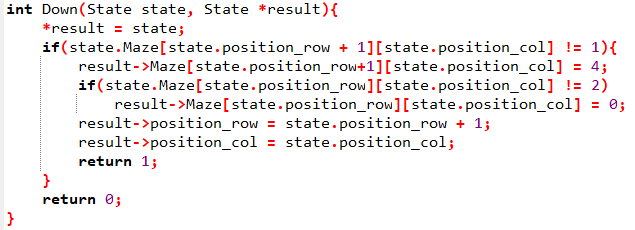 int Down(State state, State *result){
    *result = state;
    if(state.Maze[state.position_row + 1][state.position_col] != 1){
        result->Maze[state.position_row+1][state.position_col] = 4;
        if(state.Maze[state.position_row][state.position_col] != 2)
            result->Maze[state.position_row][state.position_col] = 0;
        result->position_row = state.position_row + 1;
        result->position_col = state.position_col;
        return 1;
    }
    return 0;
}